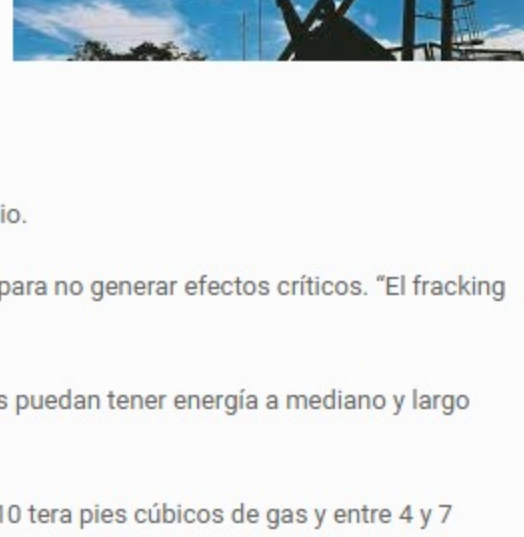 io.
para no generar efectos críticos. “El fracking
s puedan tener energía a mediano y largo
10 tera pies cúbicos de gas y entre 4 y 7